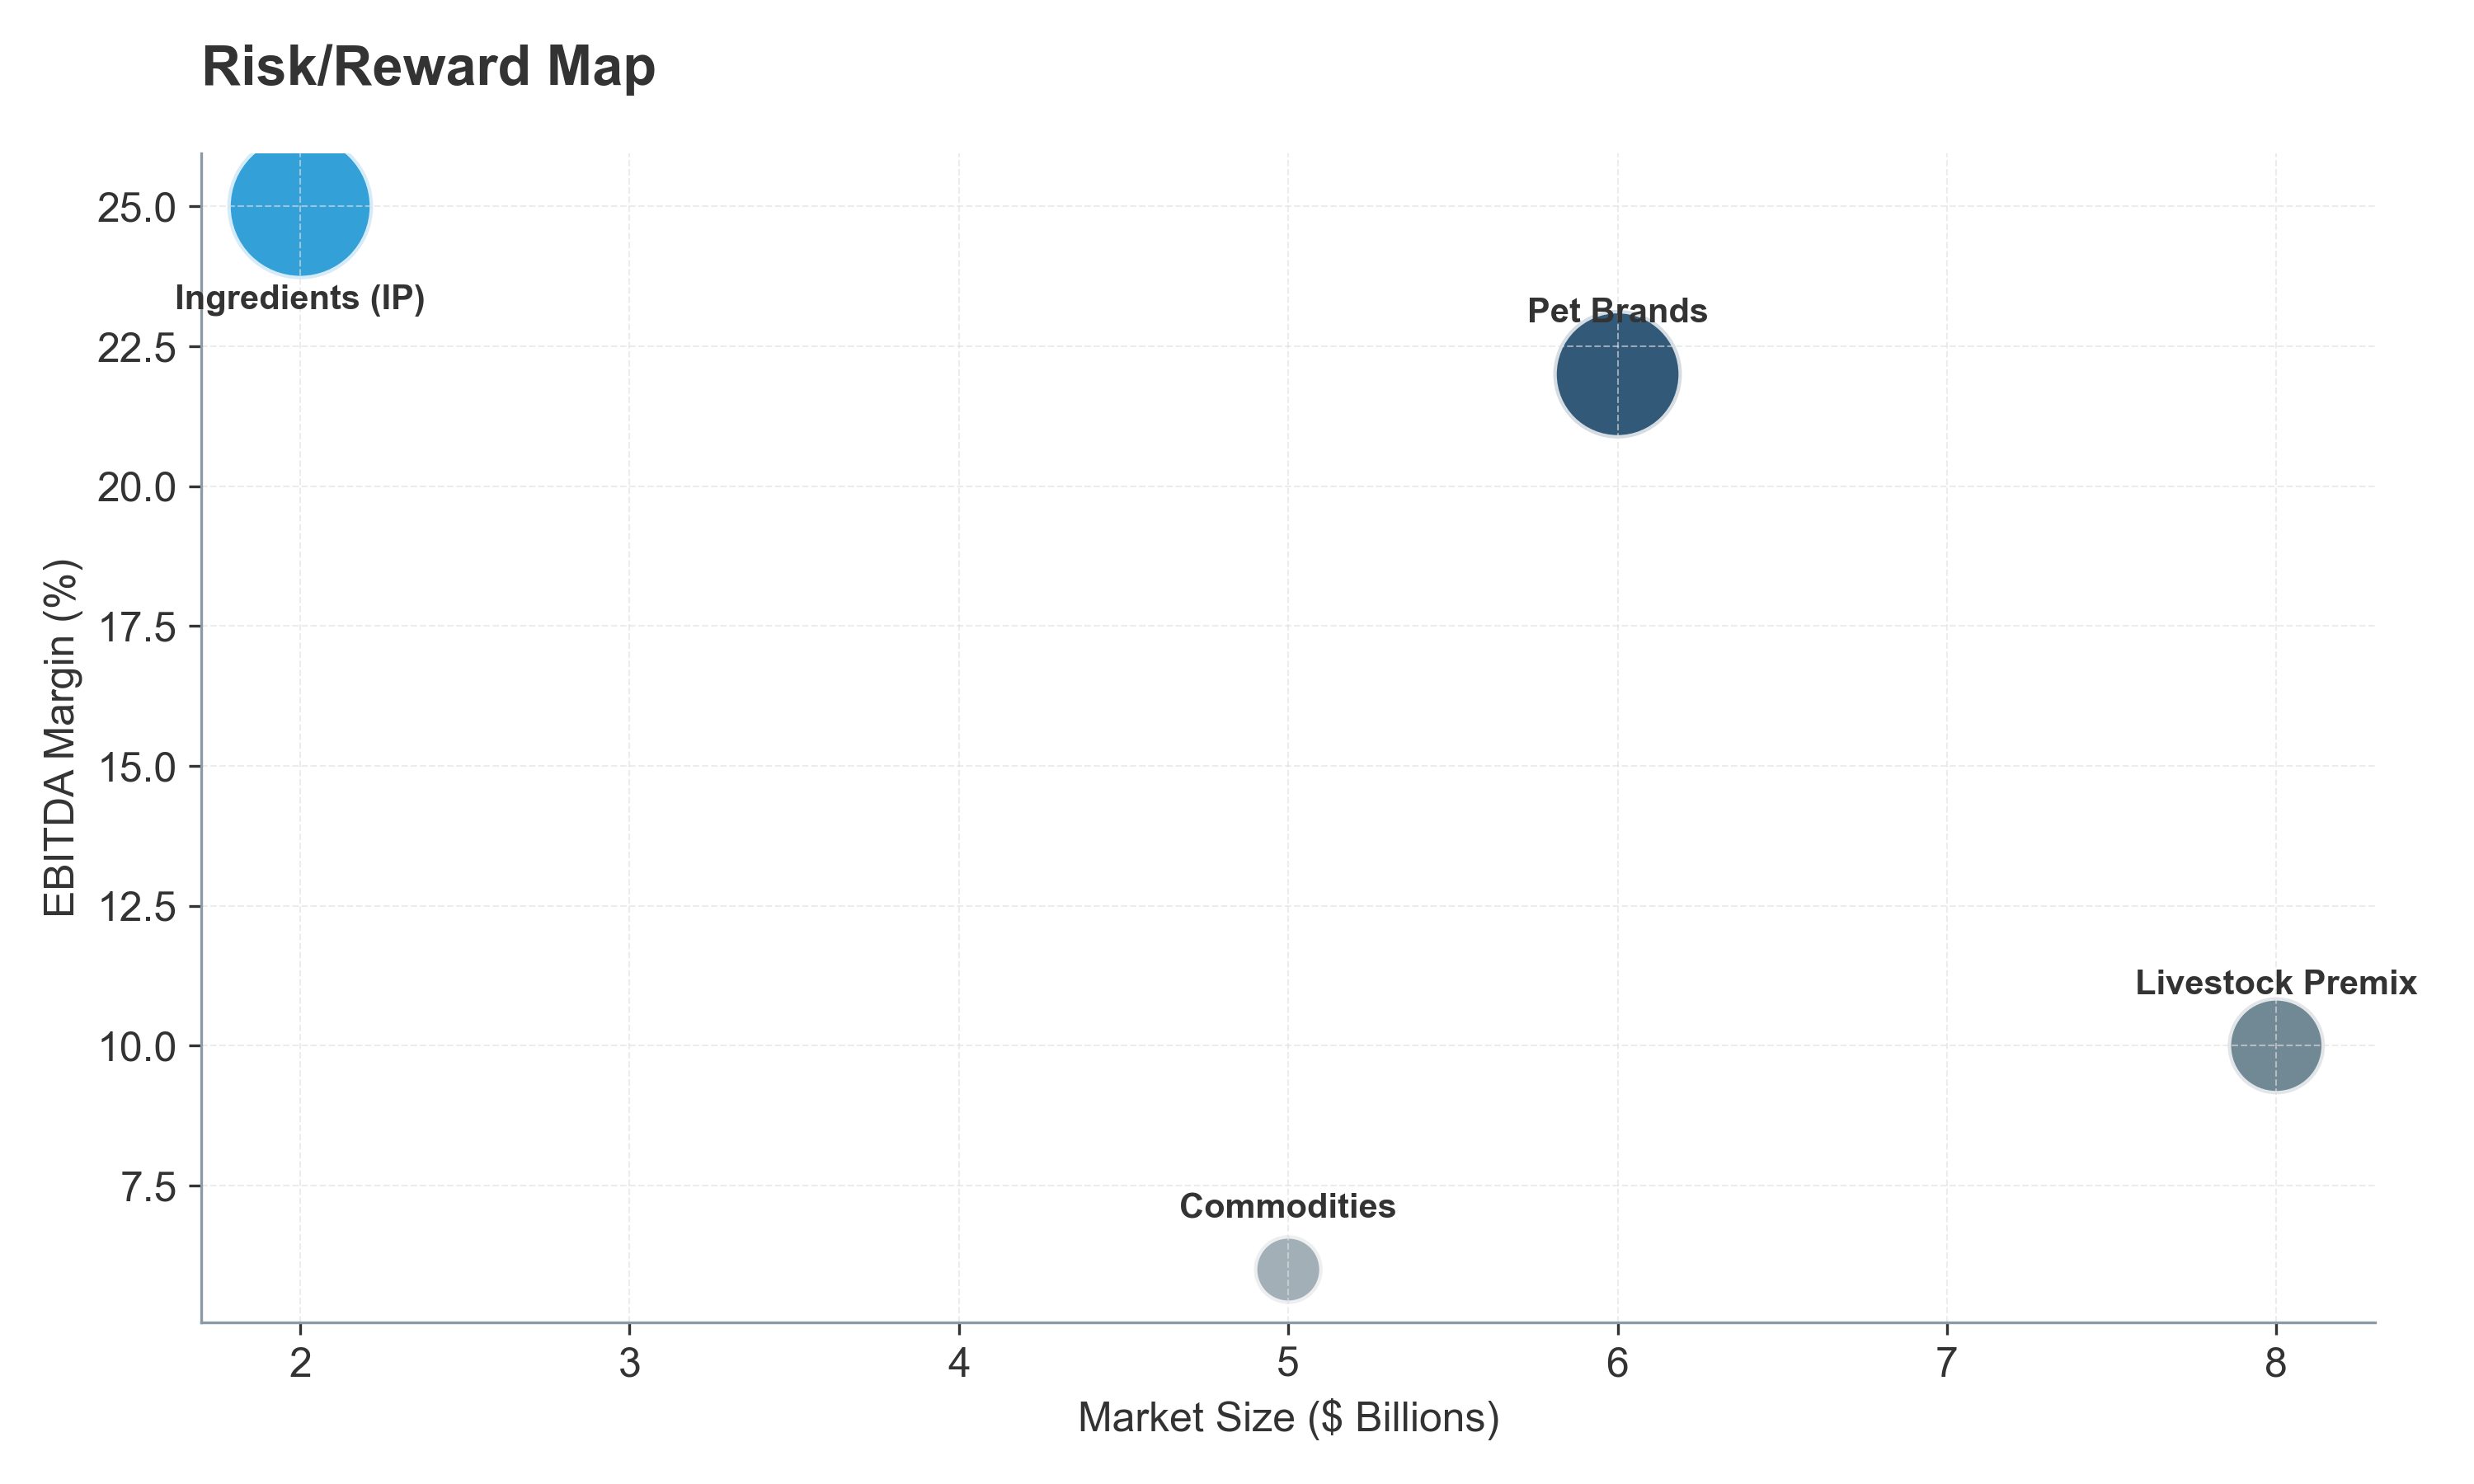 Risk/Reward Map
25.0
Ingredients (IP)
Pet Brands
22.5
20.0
17.5
EBITDA Margin (%)
15.0
12.5
Livestock Premix
10.0
7.5
Commodities
2 3 4 5 6 7 8
Market Size ($ Billions)